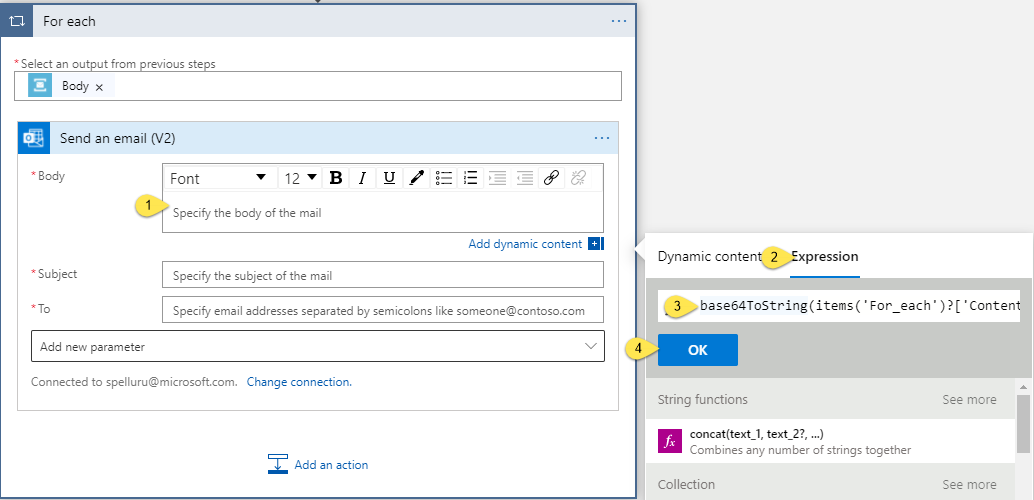 For each
...
*Select an output from previous steps
Body ×
Send an email (V2)
...
*Body
Font 12 B I U
1
Specify the body of the mail
Add dynamic content +
*Subject
Specify the subject of the mail
*To
Specify email addresses separated by semicolons like someone@contoso.com
Add new parameter
Connected to spelluru@microsoft.com. Change connection.
Add an action
Dynamic content 2 Expression
3 base64ToString(items('For_each')?['Content
4 OK
String functions See more
fx concat(text_1, text_2?, ...)
Combines any number of strings together
Collection See more